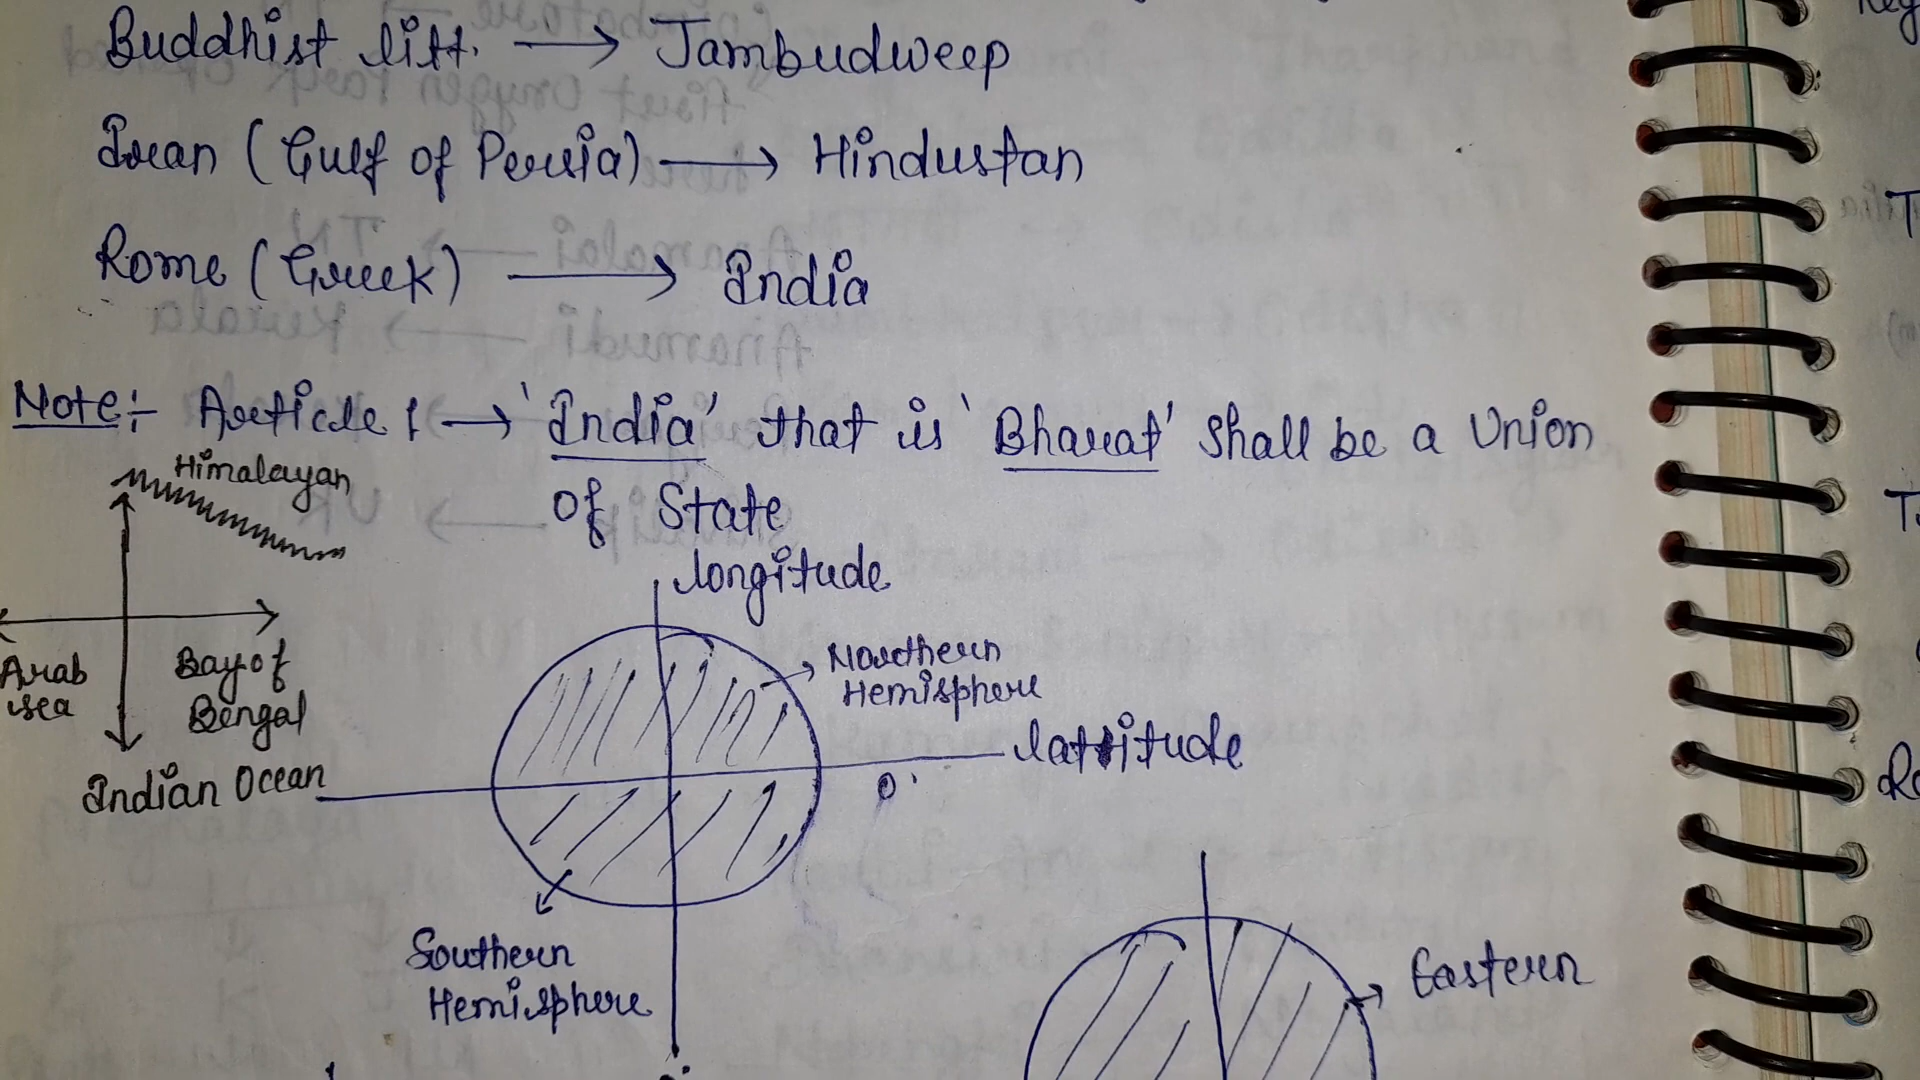 Buddhist litt. → Jambudweep
Iran (Gulf of Persia) → Hindustan
Rome (Greek) → India
Note:- Article 1 → 'India' that is 'Bharat' shall be a Union
of State
Himalayan
Arab
sea
Bay of
Bengal
Indian Ocean
longitude
Northern
Hemisphere
lattitude
0°
Southern
Hemisphere
Eastern